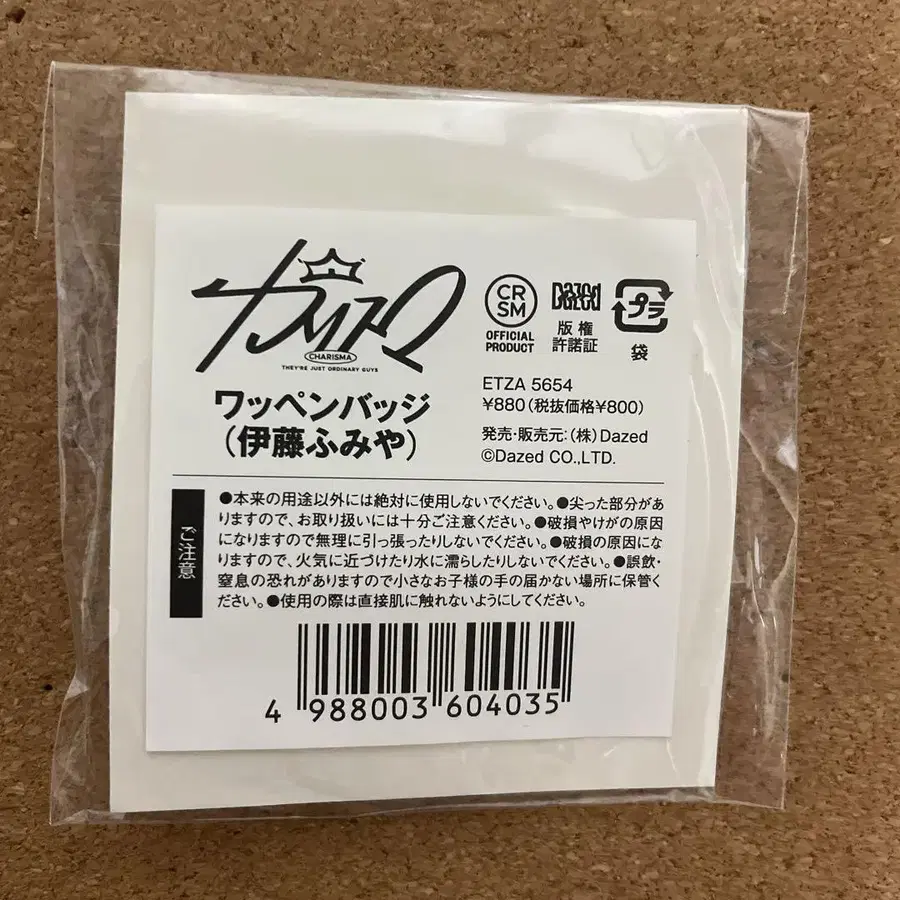 カリスマ
CHARISMA
THEY'RE JUST ORDINARY GUYS
ワッペンバッジ
(伊藤ふみや)
CR
SM
OFFICIAL
PRODUCT
Dazed
版権
許諾証
プラ
袋
ETZA 5654
¥880(税抜価格¥800)
発売・販売元:(株)Dazed
©Dazed CO.,LTD.
ご注意
●本来の用途以外には絶対に使用しないでください。●尖った部分があ
りますので、お取り扱いには十分ご注意ください。●破損やけがの原因
になりますので無理に引っ張ったりしないでください。●破損の原因にな
りますので、火気に近づけたり水に濡らしたりしないでください。●誤飲・
窒息の恐れがありますので小さなお子様の手の届かない場所に保管く
ださい。●使用の際は直接肌に触れないようにしてください。
4 988003 604035